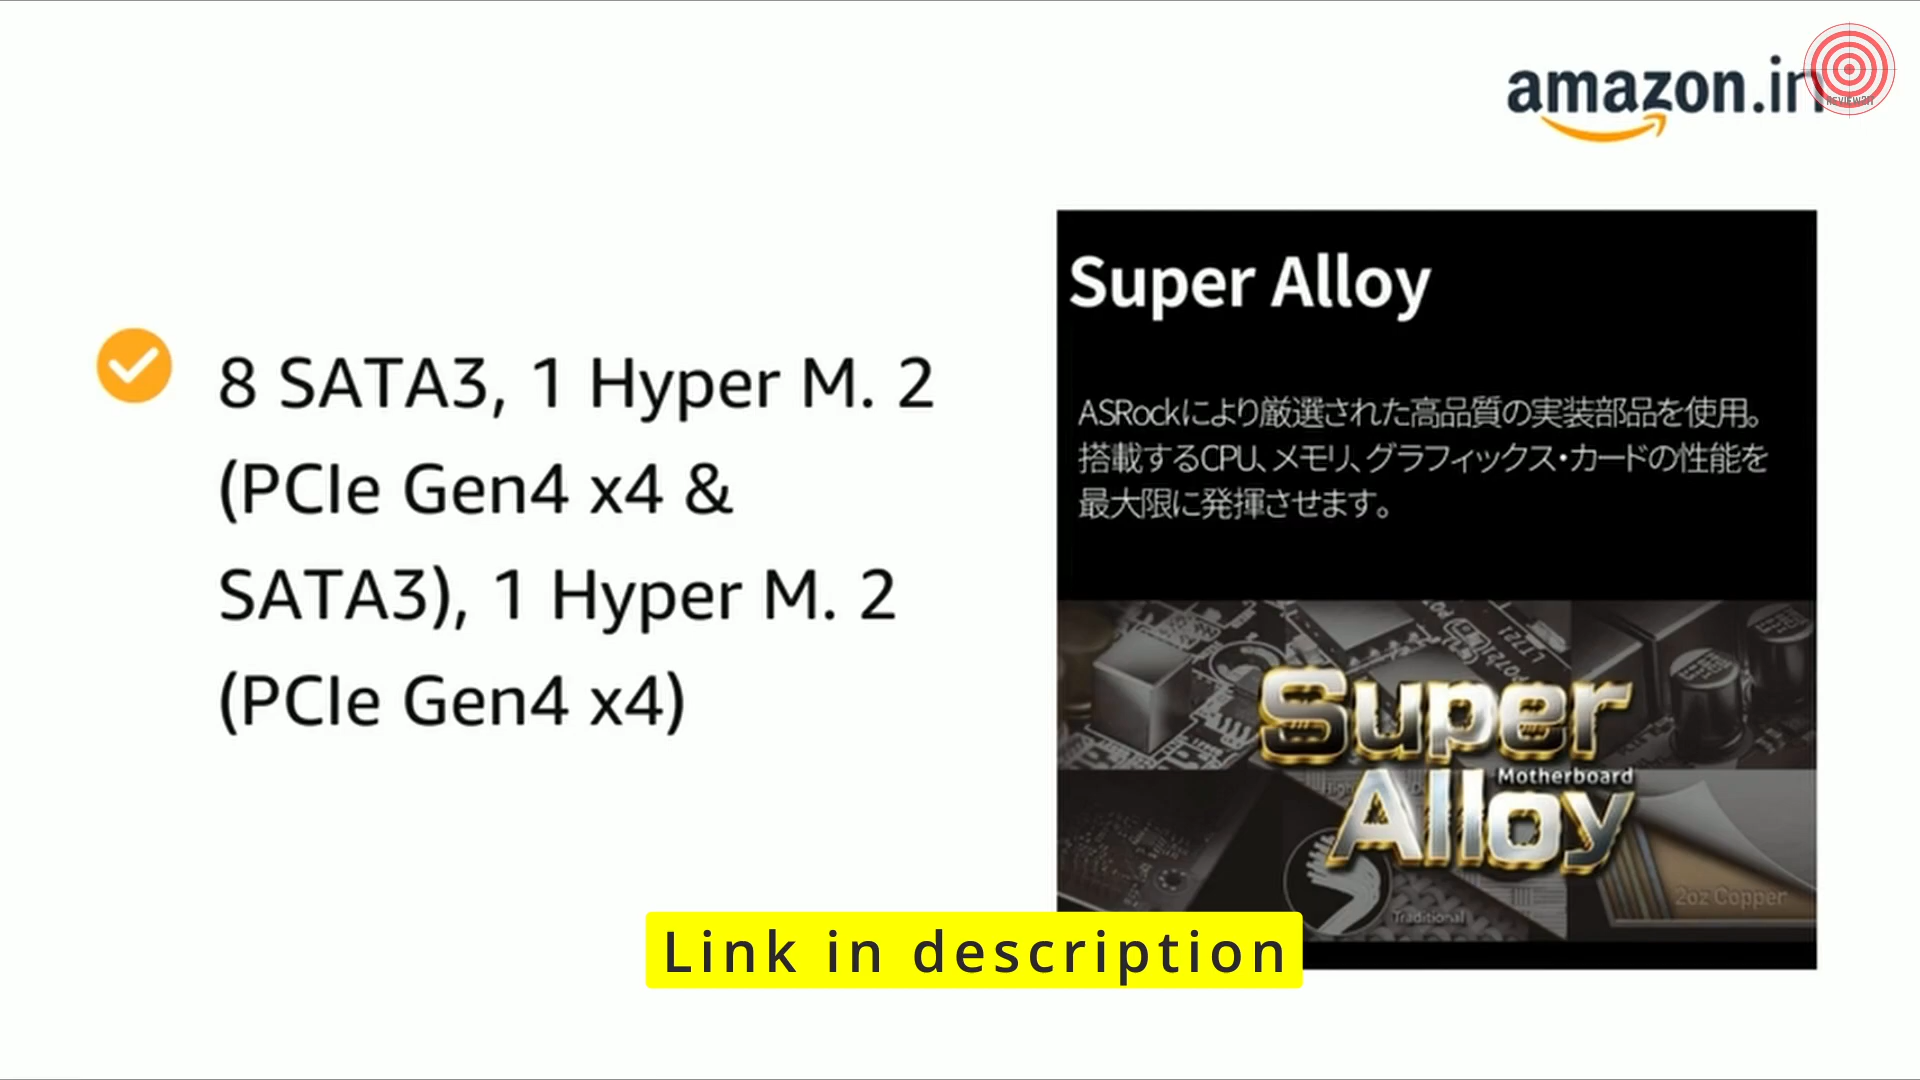 amazon.in
REVIEWZIN
8 SATA3, 1 Hyper M. 2
(PCIe Gen4 x4 &
SATA3), 1 Hyper M. 2
(PCIe Gen4 x4)
Super Alloy
ASRockにより厳選された高品質の実装部品を使用。
搭載するCPU、メモリ、グラフィックス・カードの性能を
最大限に発揮させます。
Super
Alloy
Motherboard
2oz Copper
Traditional
Link in description